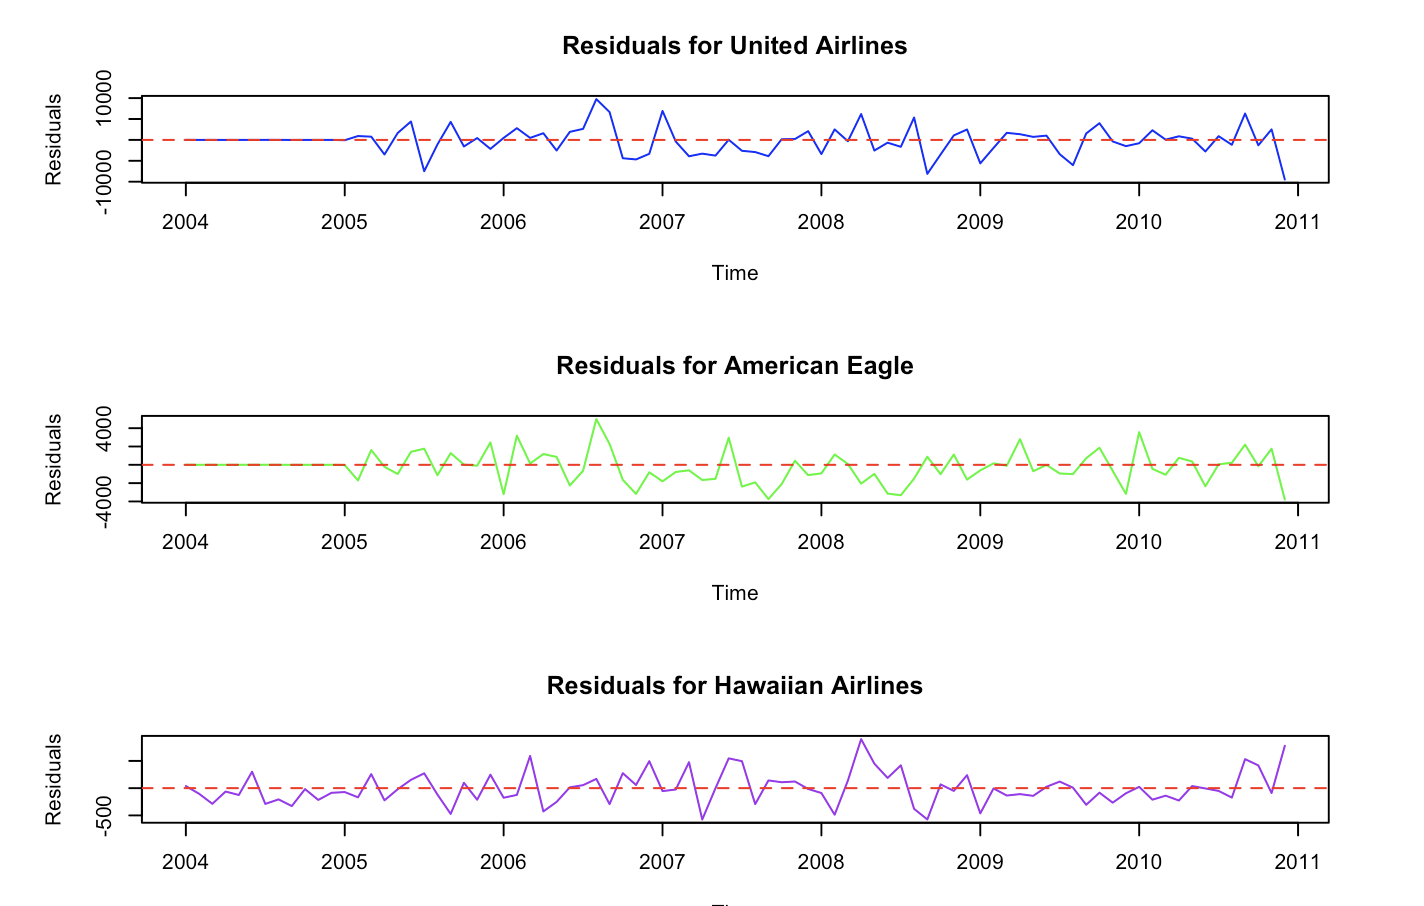 Residuals for United Airlines
Residuals
10000
-10000
2004 2005 2006 2007 2008 2009 2010 2011
Time
Residuals for American Eagle
Residuals
4000
-4000
2004 2005 2006 2007 2008 2009 2010 2011
Time
Residuals for Hawaiian Airlines
Residuals
-500
2004 2005 2006 2007 2008 2009 2010 2011